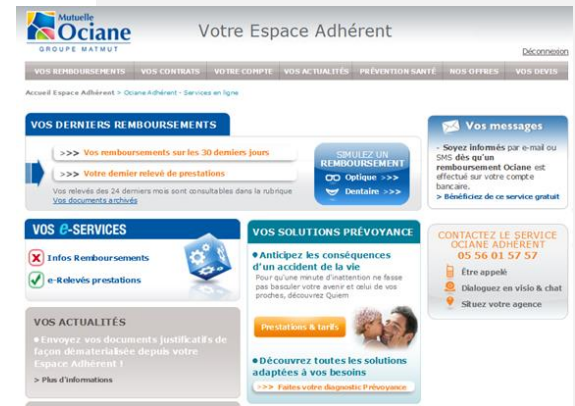 Mutuelle
Ociane
GROUPE MATMUT
Votre Espace Adhérent
Déconnexion
VOS REMBOURSEMENTS VOS CONTRATS VOTRE COMPTE VOS ACTUALITÉS PRÉVENTION SANTÉ NOS OFFRES VOS DEVIS
Accueil Espace Adhérent > Ociane Adhérent - Services en ligne
VOS DERNIERS REMBOURSEMENTS
>>> Vos remboursements sur les 30 derniers jours
>>> Votre dernier relevé de prestations
Vos relevés des 24 derniers mois sont consultables dans la rubrique
Vos documents archivés
SIMULEZ UN
REMBOURSEMENT
Optique >>>
Dentaire >>>
Vos messages
- Soyez informés par e-mail ou
SMS dès qu'un
remboursement Ociane est
effectué sur votre compte
bancaire.
> Bénéficiez de ce service gratuit
VOS e-SERVICES
Infos Remboursements
e-Relevés prestations
VOS ACTUALITÉS
Envoyez vos documents justificatifs de
façon dématérialisée depuis votre
Espace Adhérent !
> Plus d'informations
VOS SOLUTIONS PRÉVOYANCE
Anticipez les conséquences
d'un accident de la vie
Pour qu'une minute d'inattention ne fasse
pas basculer votre avenir et celui de vos
proches, découvrez Quiem
Prestations & tarifs
Découvrez toutes les solutions
adaptées à vos besoins
>>> Faites votre diagnostic Prévoyance
CONTACTEZ LE SERVICE
OCIANE ADHÉRENT
05 56 01 57 57
Être appelé
Dialoguez en visio & chat
Situez votre agence